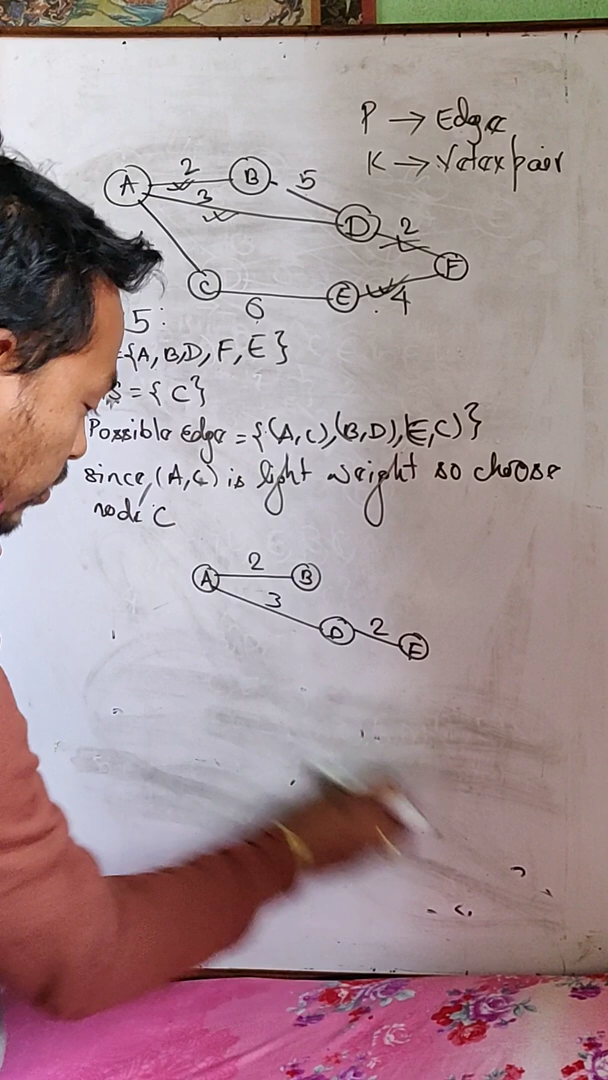 P → Edge
K → Vetex pair
A 2 B 5
3 D 2
F
C 6 E 4
5:
={A, B, D, F, E}
S = { C }
Possible edge = {(A, C), (B, D), (E, C)}
since, (A, C) is light weight so choose
node C
A 2 B
3 D 2 E